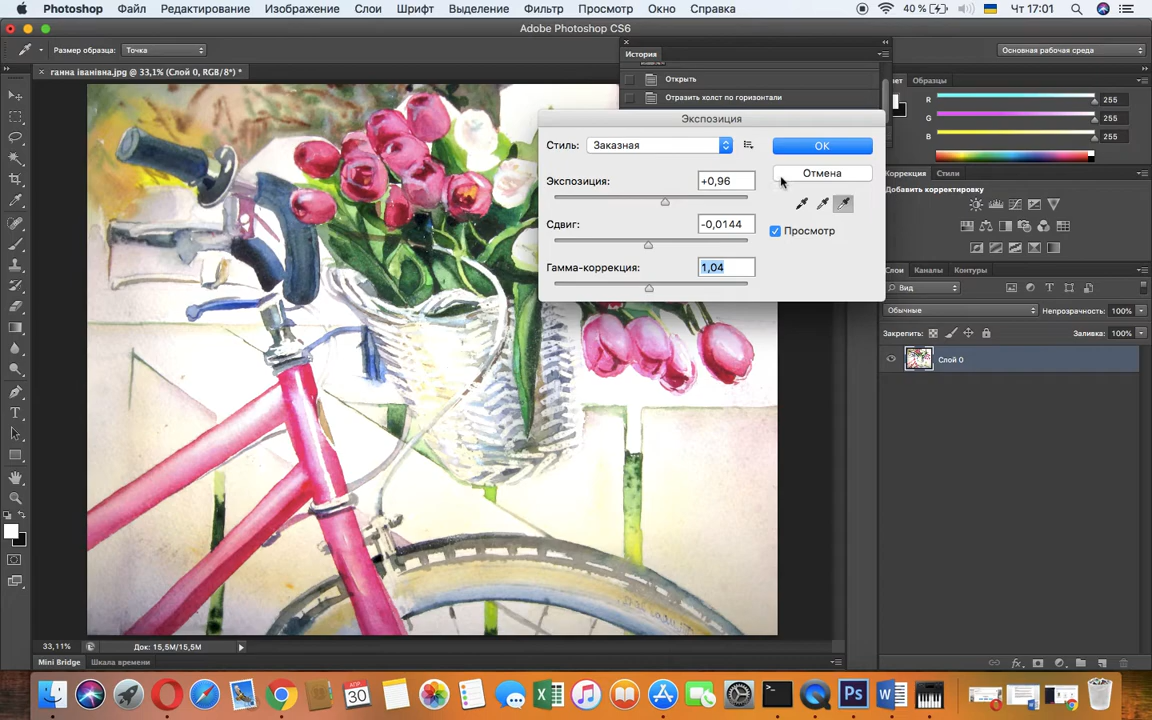 Photoshop Файл Редактирование Изображение Слои Шрифт Выделение Фильтр Просмотр Окно Справка 40 % Чт 17:01
Adobe Photoshop CS6
Размер образца: Точка
Основная рабочая среда
История
ганна іванівна.jpg @ 33,1% (Слой 0, RGB/8*) *
Открыть
Отразить холст по горизонтали
Образцы
R 255
G 255
B 255
Экспозиция
Стиль: Заказная
OK
Отмена
Экспозиция: +0,96
Сдвиг: -0,0144
Просмотр
Гамма-коррекция: 1,04
Коррекция Стили
Добавить корректировку
Слои Каналы Контуры
Вид
Обычные Непрозрачность: 100%
Закрепить: Заливка: 100%
Слой 0
33,11% Док: 15,5M/15,5M
Mini Bridge Шкала времени
АПР.
30
Ps